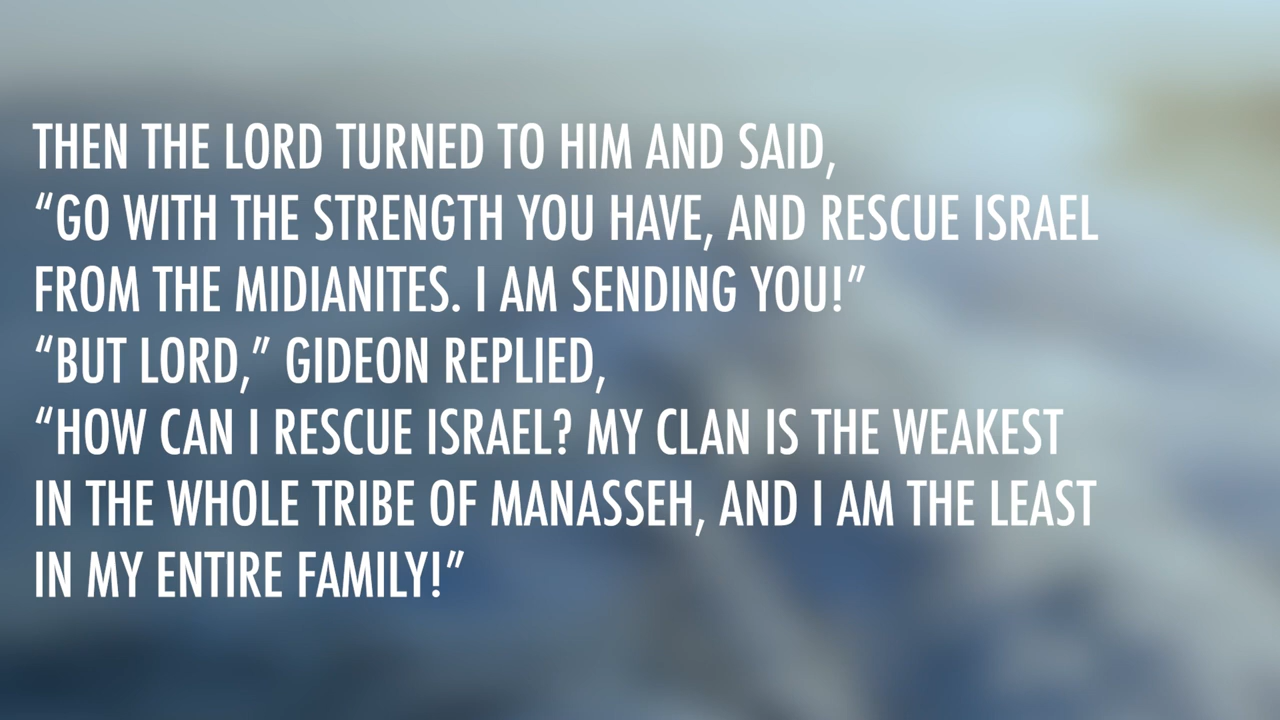 THEN THE LORD TURNED TO HIM AND SAID,
“GO WITH THE STRENGTH YOU HAVE, AND RESCUE ISRAEL
FROM THE MIDIANITES. I AM SENDING YOU!”
“BUT LORD,” GIDEON REPLIED,
“HOW CAN I RESCUE ISRAEL? MY CLAN IS THE WEAKEST
IN THE WHOLE TRIBE OF MANASSEH, AND I AM THE LEAST
IN MY ENTIRE FAMILY!”